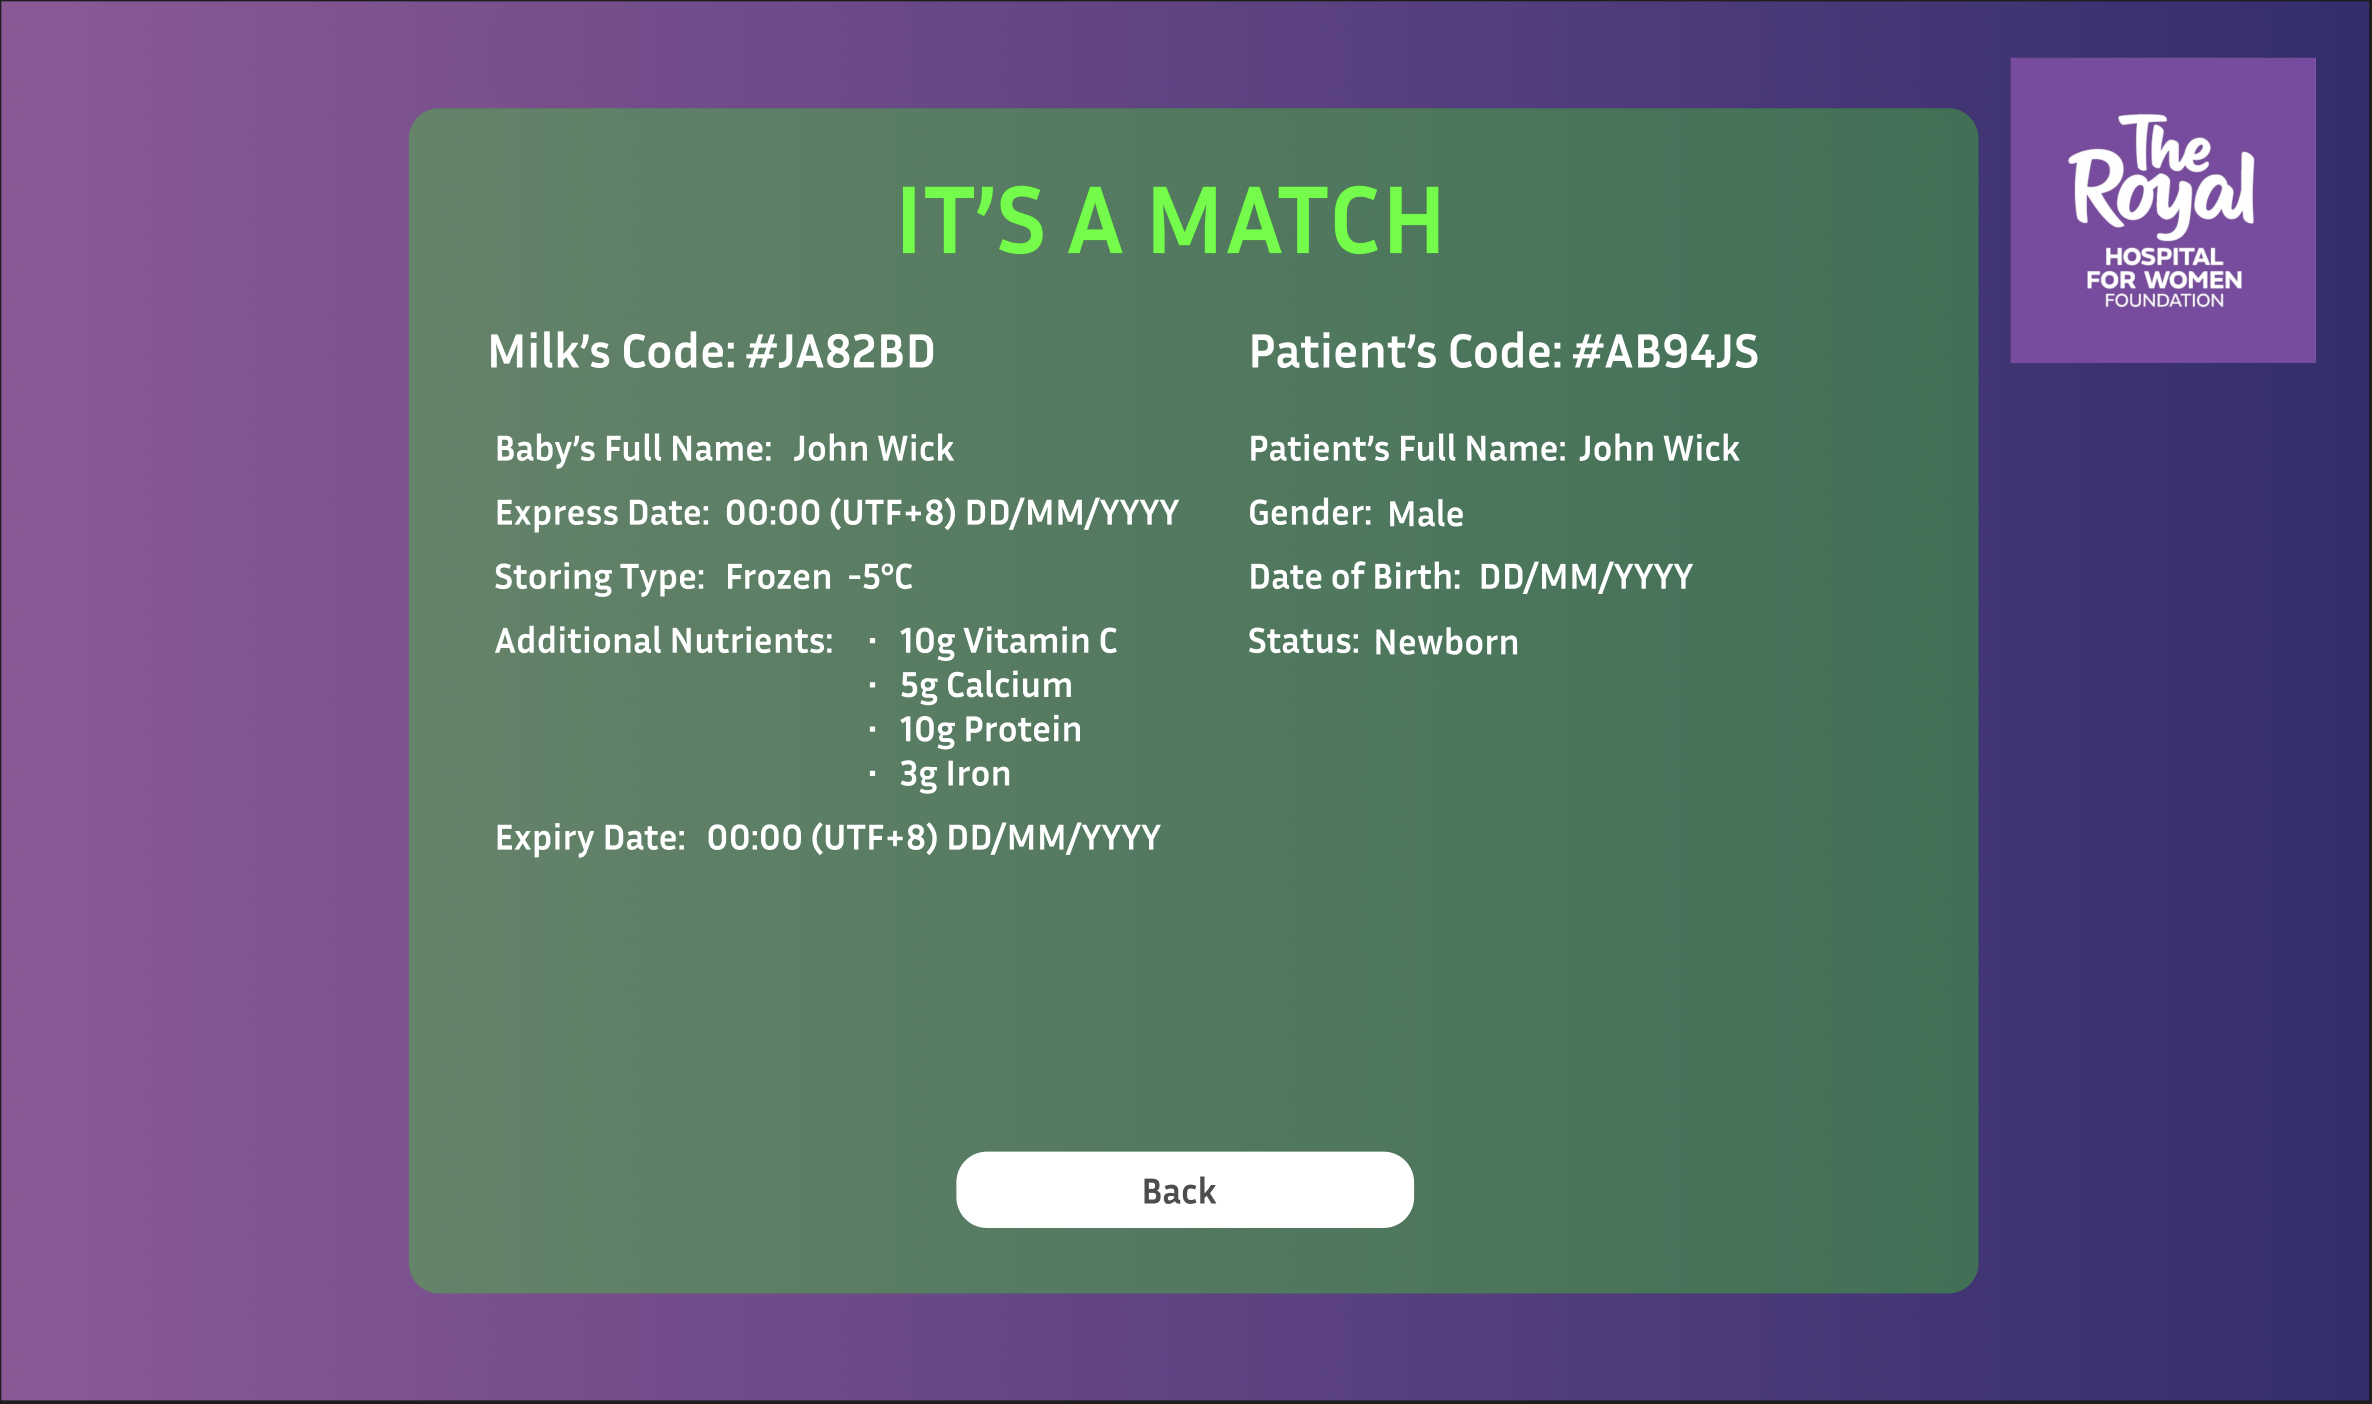 The
Royal
HOSPITAL
FOR WOMEN
FOUNDATION
IT’S A MATCH
Milk’s Code: #JA82BD
Baby’s Full Name: John Wick
Express Date: 00:00 (UTF+8) DD/MM/YYYY
Storing Type: Frozen -5°C
Additional Nutrients: · 10g Vitamin C
· 5g Calcium
· 10g Protein
· 3g Iron
Expiry Date: 00:00 (UTF+8) DD/MM/YYYY
Patient’s Code: #AB94JS
Patient’s Full Name: John Wick
Gender: Male
Date of Birth: DD/MM/YYYY
Status: Newborn
Back